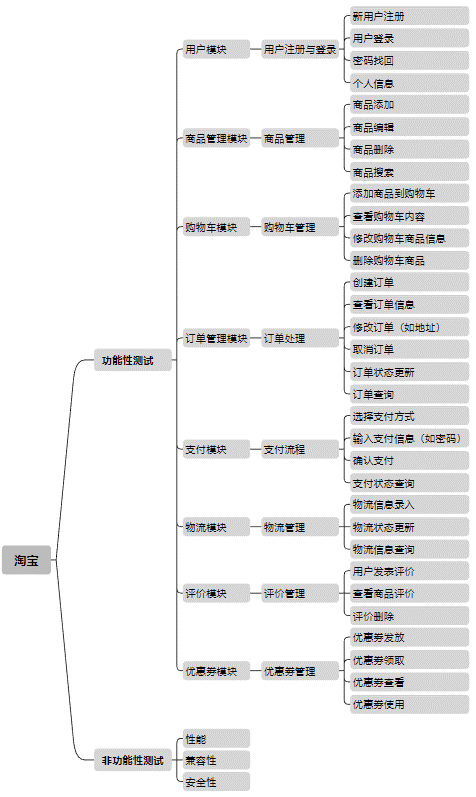 淘宝
功能性测试
用户模块
用户注册与登录
新用户注册
用户登录
密码找回
个人信息
商品管理模块
商品管理
商品添加
商品编辑
商品删除
商品搜索
购物车模块
购物车管理
添加商品到购物车
查看购物车内容
修改购物车商品信息
删除购物车商品
订单管理模块
订单处理
创建订单
查看订单信息
修改订单（如地址）
取消订单
订单状态更新
订单查询
支付模块
支付流程
选择支付方式
输入支付信息（如密码）
确认支付
支付状态查询
物流模块
物流管理
物流信息录入
物流状态更新
物流信息查询
评价模块
评价管理
用户发表评价
查看商品评价
评价删除
优惠券模块
优惠券管理
优惠券发放
优惠券领取
优惠券查看
优惠券使用
非功能性测试
性能
兼容性
安全性